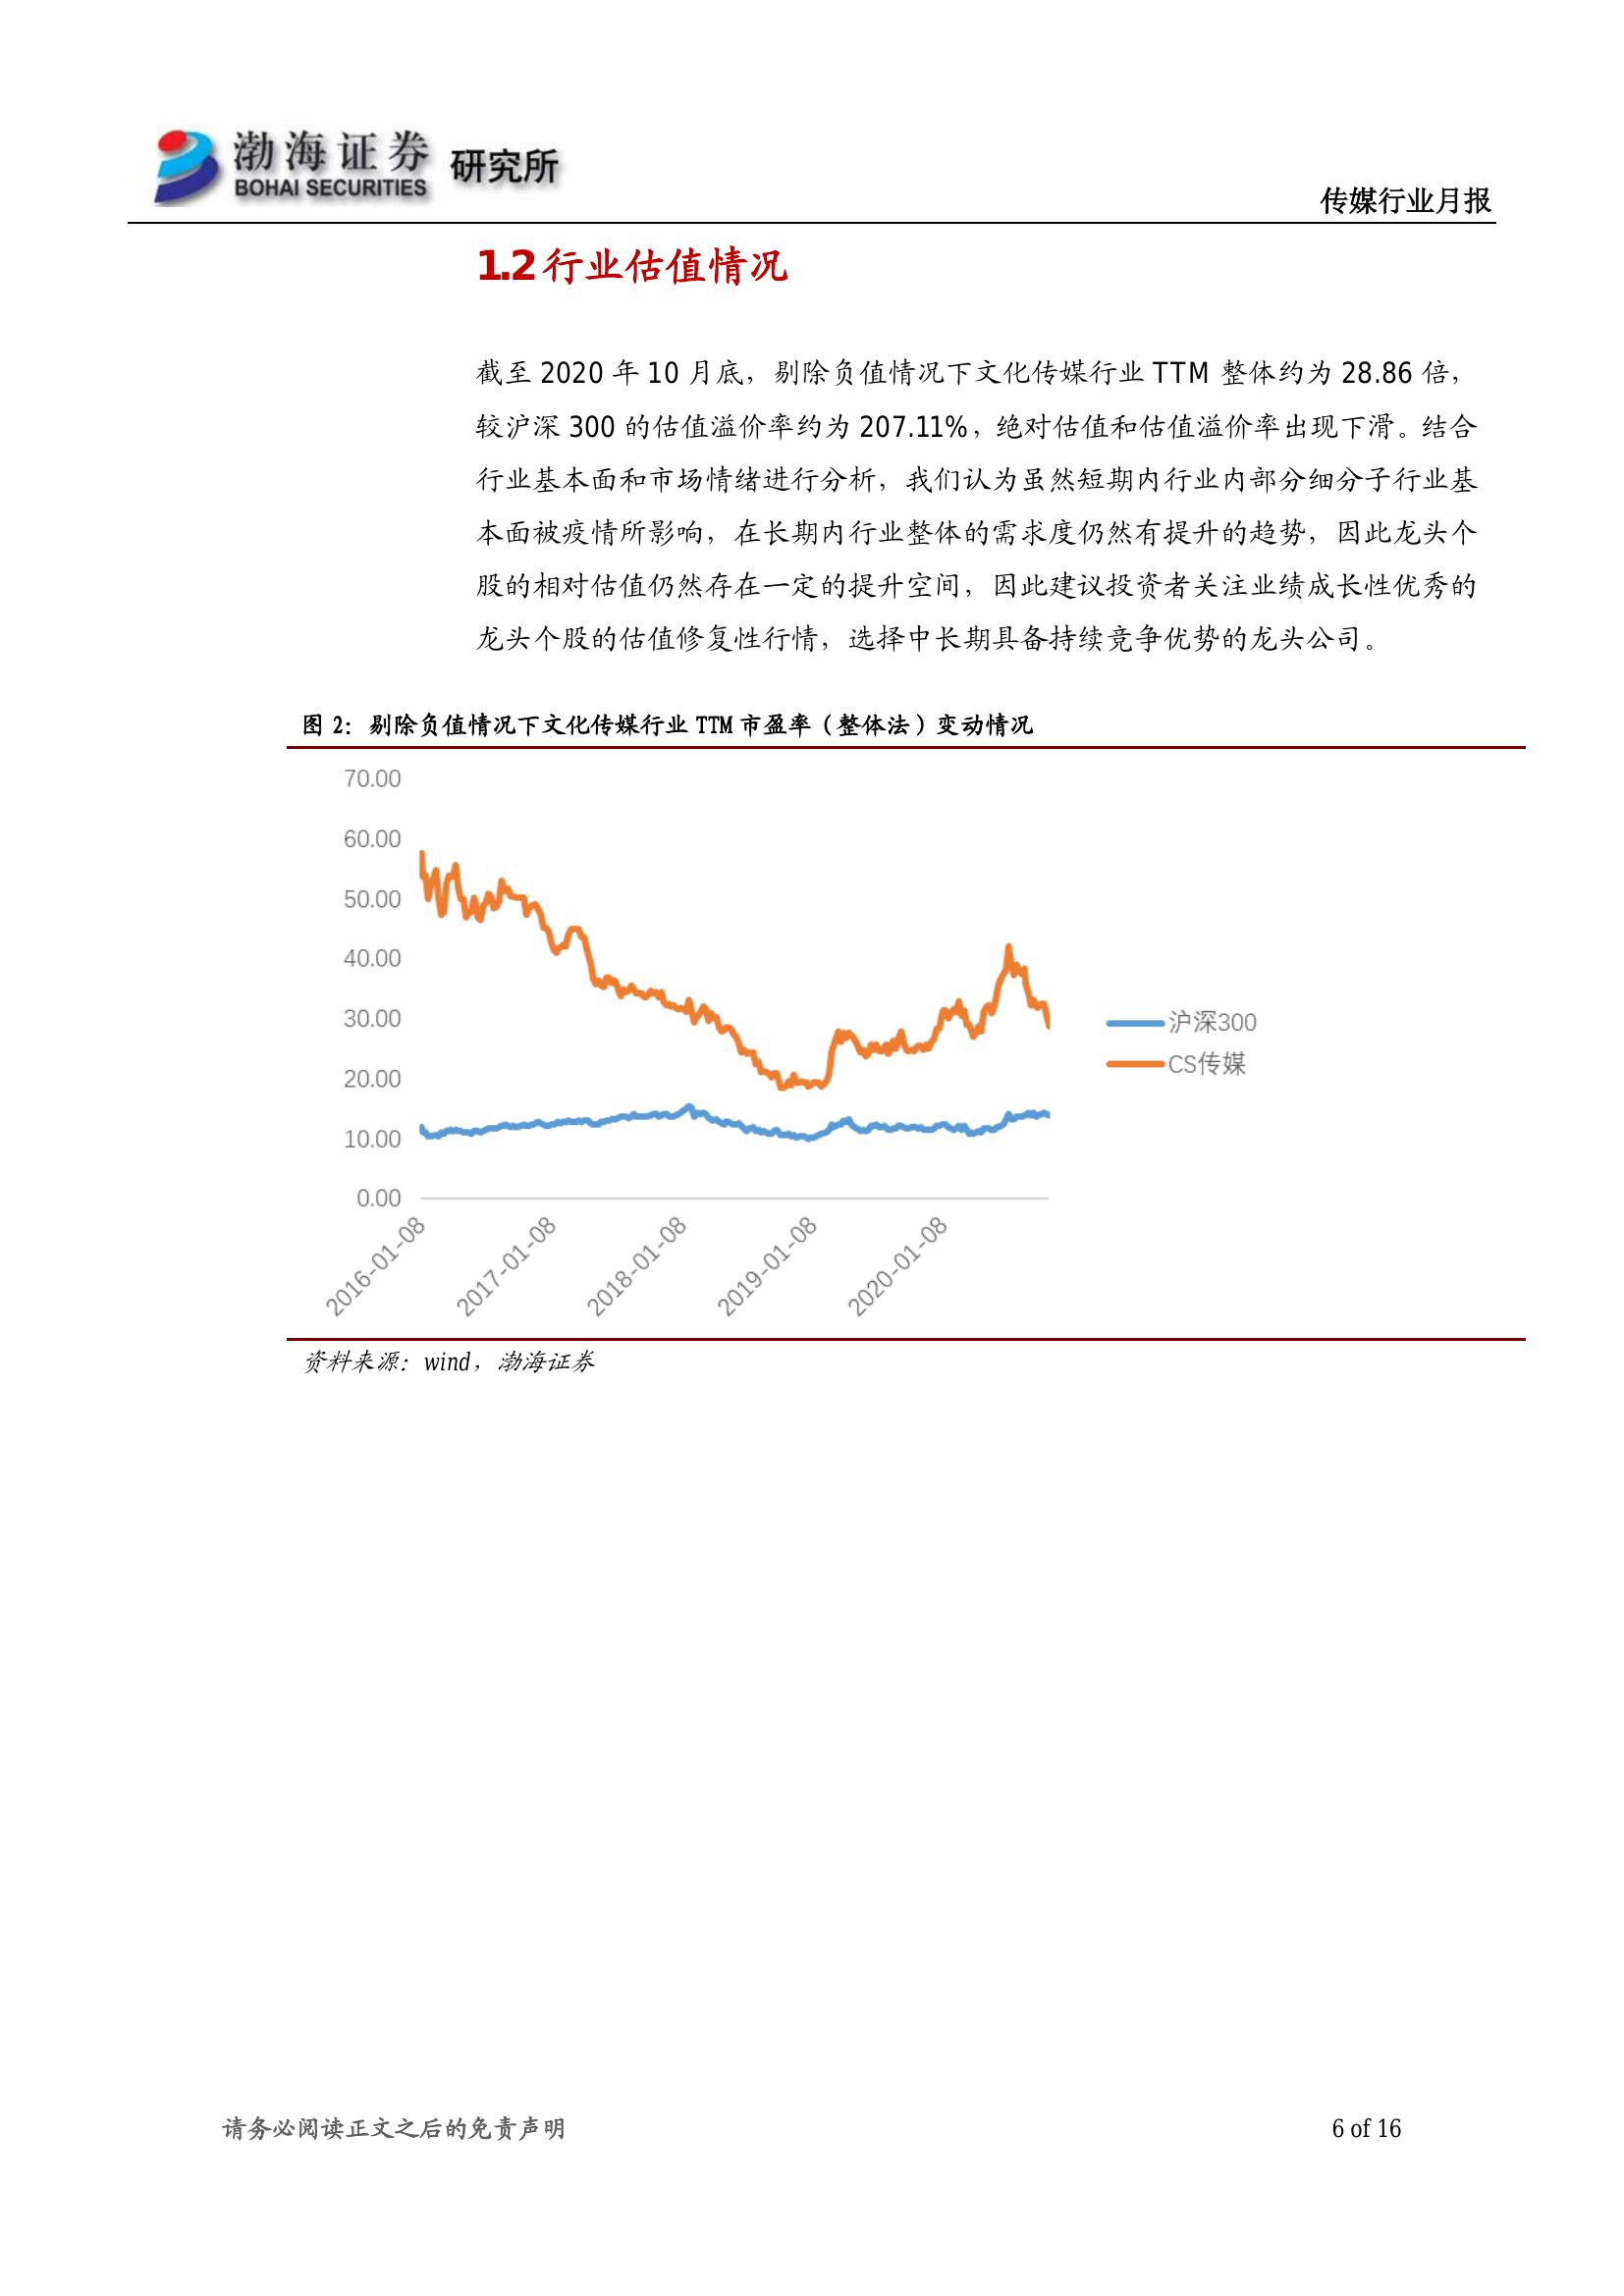 渤海证券 研究所
BOHAI SECURITIES
传媒行业月报
1.2 行业估值情况
截至 2020 年 10 月底，剔除负值情况下文化传媒行业 TTM 整体约为 28.86 倍，
较沪深 300 的估值溢价率约为 207.11%，绝对估值和估值溢价率出现下滑。结合
行业基本面和市场情绪进行分析，我们认为虽然短期内行业内部分细分子行业基
本面被疫情所影响，在长期内行业整体的需求度仍然有提升的趋势，因此龙头个
股的相对估值仍然存在一定的提升空间，因此建议投资者关注业绩成长性优秀的
龙头个股的估值修复性行情，选择中长期具备持续竞争优势的龙头公司。
图 2：剔除负值情况下文化传媒行业 TTM 市盈率（整体法）变动情况
70.00
60.00
50.00
40.00
30.00
20.00
10.00
0.00
2016-01-08
2017-01-08
2018-01-08
2019-01-08
2020-01-08
沪深300
CS传媒
资料来源：wind，渤海证券
请务必阅读正文之后的免责声明
6 of 16